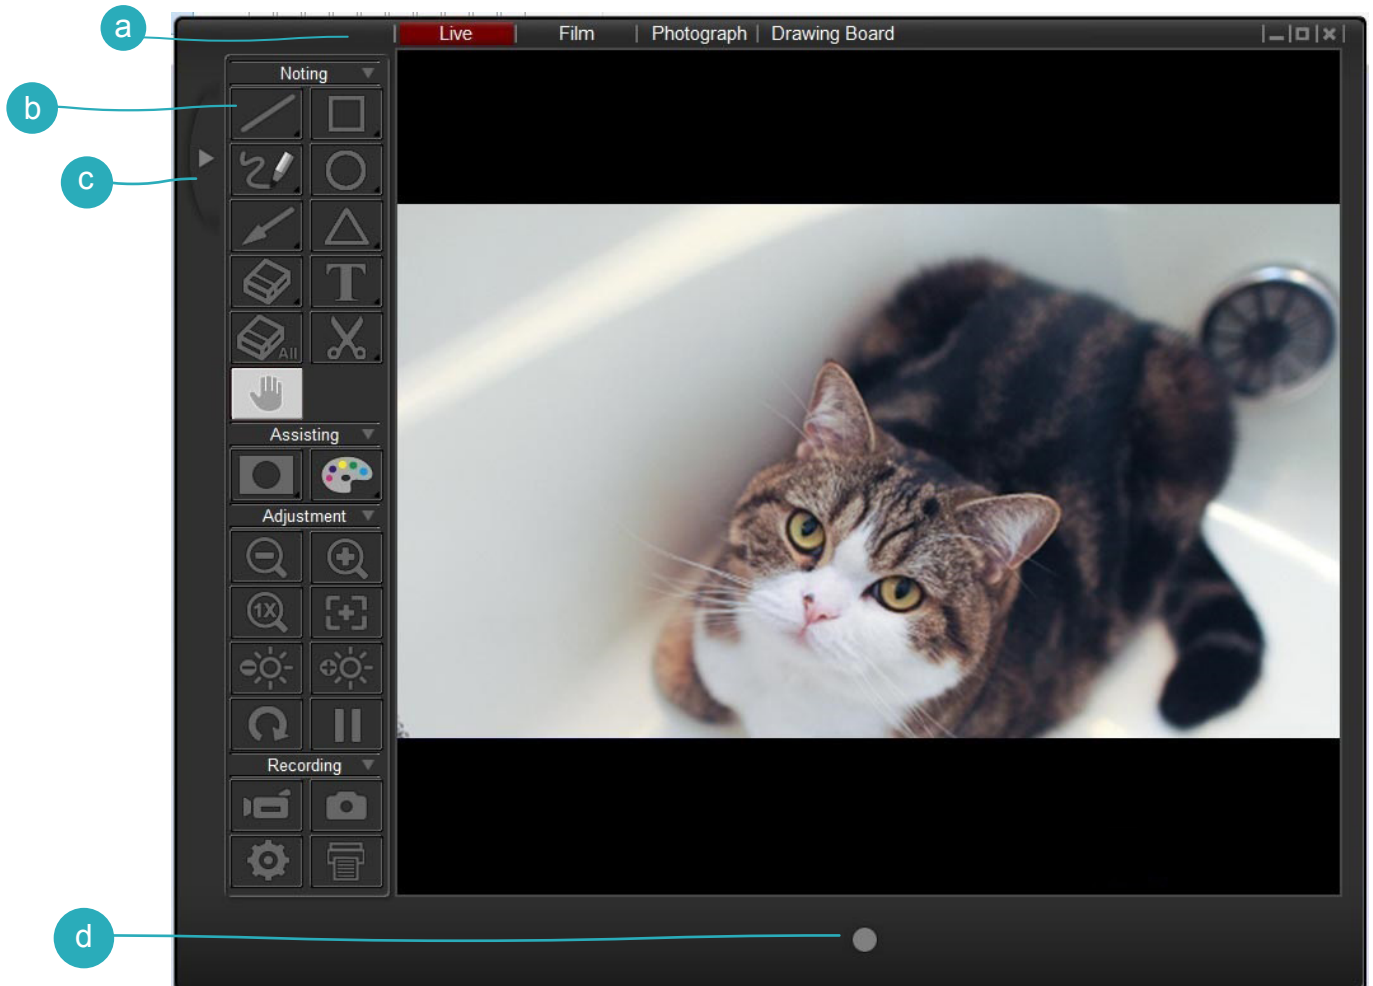 a
Live Film Photograph Drawing Board
Noting
b
c
T
All
Assisting
Adjustment
1X
Recording
d